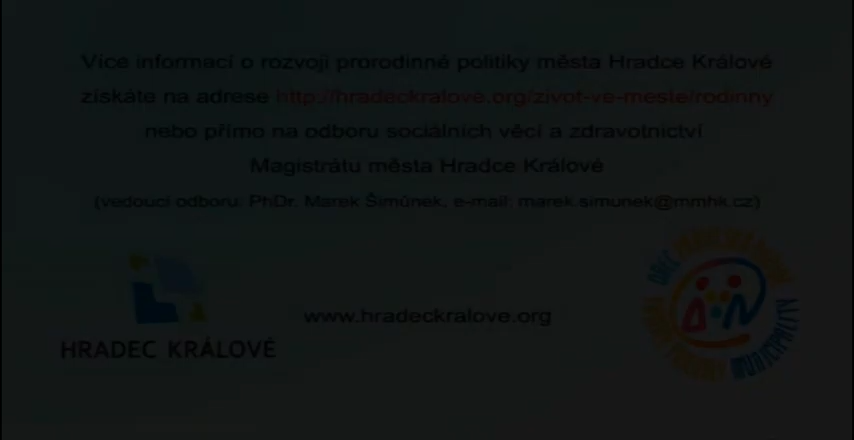 Více informací o rozvoji prorodinné politiky města Hradce Králové
získáte na adrese http://hradeckralove.org/zivot-ve-meste/rodinny
nebo přímo na odboru sociálních věcí a zdravotnictví
Magistrátu města Hradce Králové
(vedoucí odboru: PhDr. Marek Šimůnek, e-mail: marek.simunek@mmhk.cz)
www.hradeckralove.org
HRADEC KRÁLOVÉ
OBEC
MUNICIPALITY